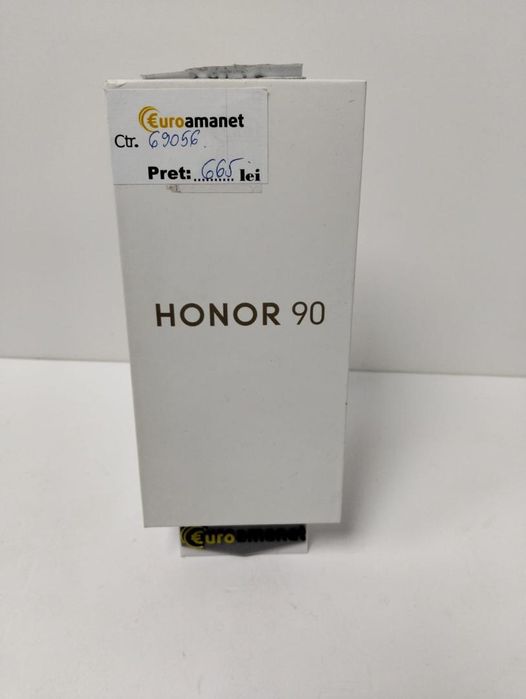 €uroamanet
Ctr. 69056.
Pret: 665 lei
HONOR 90
€uroamanet